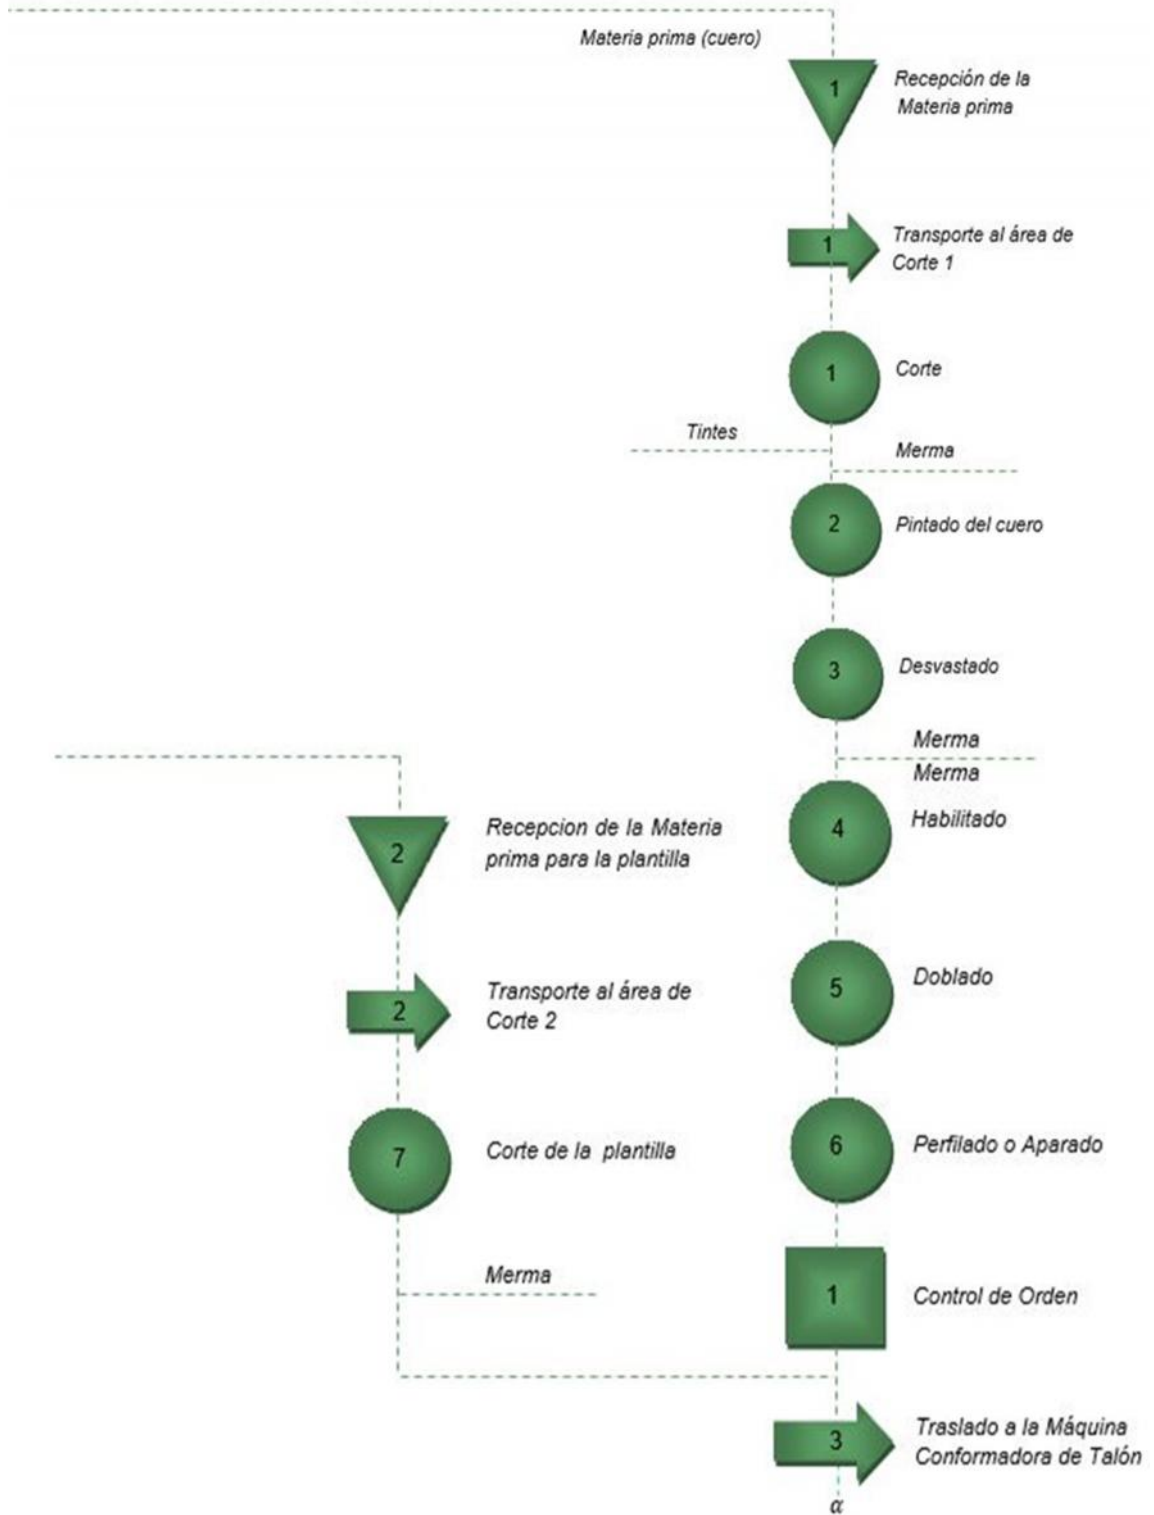 Materia prima (cuero)
1
Recepción de la
Materia prima
1
Transporte al área de
Corte 1
1
Corte
Tintes
Merma
2
Pintado del cuero
3
Desvastado
Merma
Merma
4
Habilitado
2
Recepcion de la Materia
prima para la plantilla
5
Doblado
2
Transporte al área de
Corte 2
6
Perfilado o Aparado
7
Corte de la plantilla
Merma
1
Control de Orden
3
Traslado a la Máquina
Conformadora de Talón
α